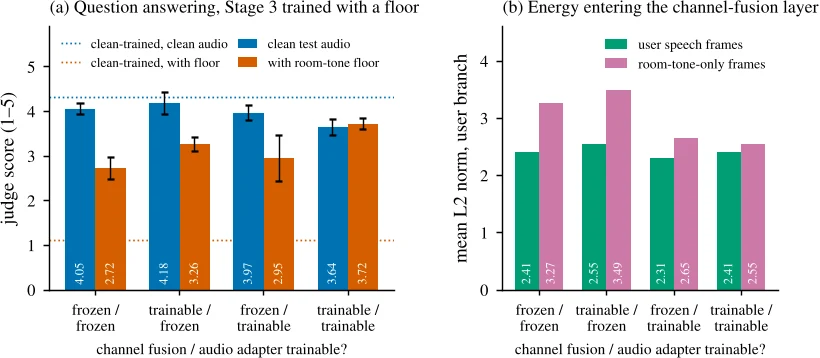 (a) Question answering, Stage 3 trained with a floor
clean-trained, clean audio
clean-trained, with floor
clean test audio
with room-tone floor
judge score (1–5)
5
4
3
2
1
0
4.05
2.72
4.18
3.26
3.97
2.95
3.64
3.72
frozen /
frozen
trainable /
frozen
frozen /
trainable
trainable /
trainable
channel fusion / audio adapter trainable?
(b) Energy entering the channel-fusion layer
user speech frames
room-tone-only frames
mean L2 norm, user branch
4
3
2
1
0
2.41
3.27
2.55
3.49
2.31
2.65
2.41
2.55
frozen /
frozen
trainable /
frozen
frozen /
trainable
trainable /
trainable
channel fusion / audio adapter trainable?